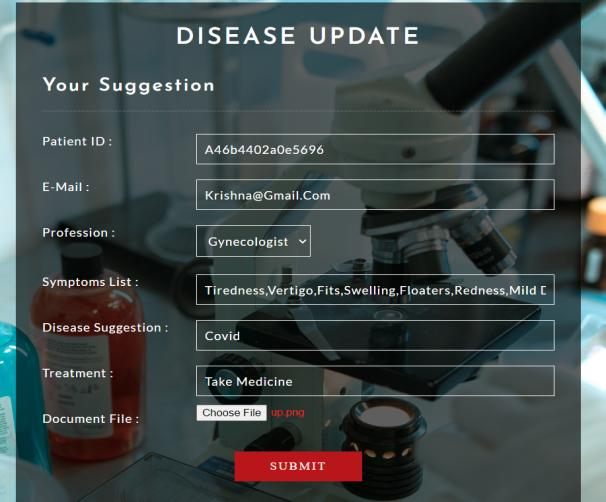 DISEASE UPDATE
Your Suggestion
Patient ID : A46b4402a0e5696
E-Mail : Krishna@Gmail.Com
Profession : Gynecologist
Symptoms List : Tiredness,Vertigo,Fits,Swelling,Floaters,Redness,Mild
Disease Suggestion : Covid
Treatment : Take Medicine
Document File : Choose File up.png
SUBMIT